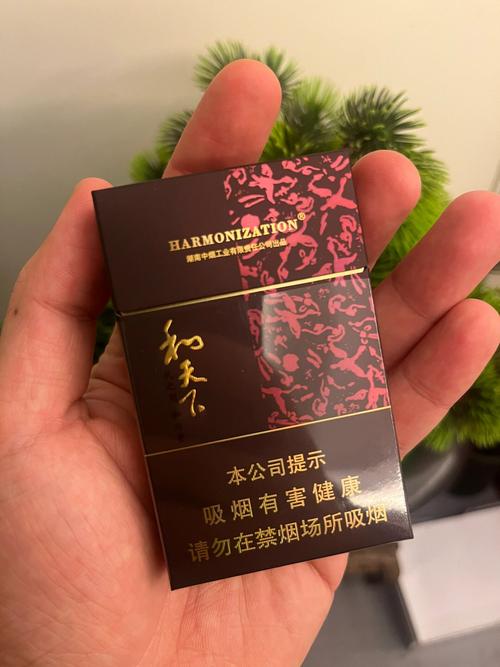 HARMONIZATION®
湖南中烟工业有限责任公司出品
和天下
本公司提示
吸烟有害健康
请勿在禁烟场所吸烟